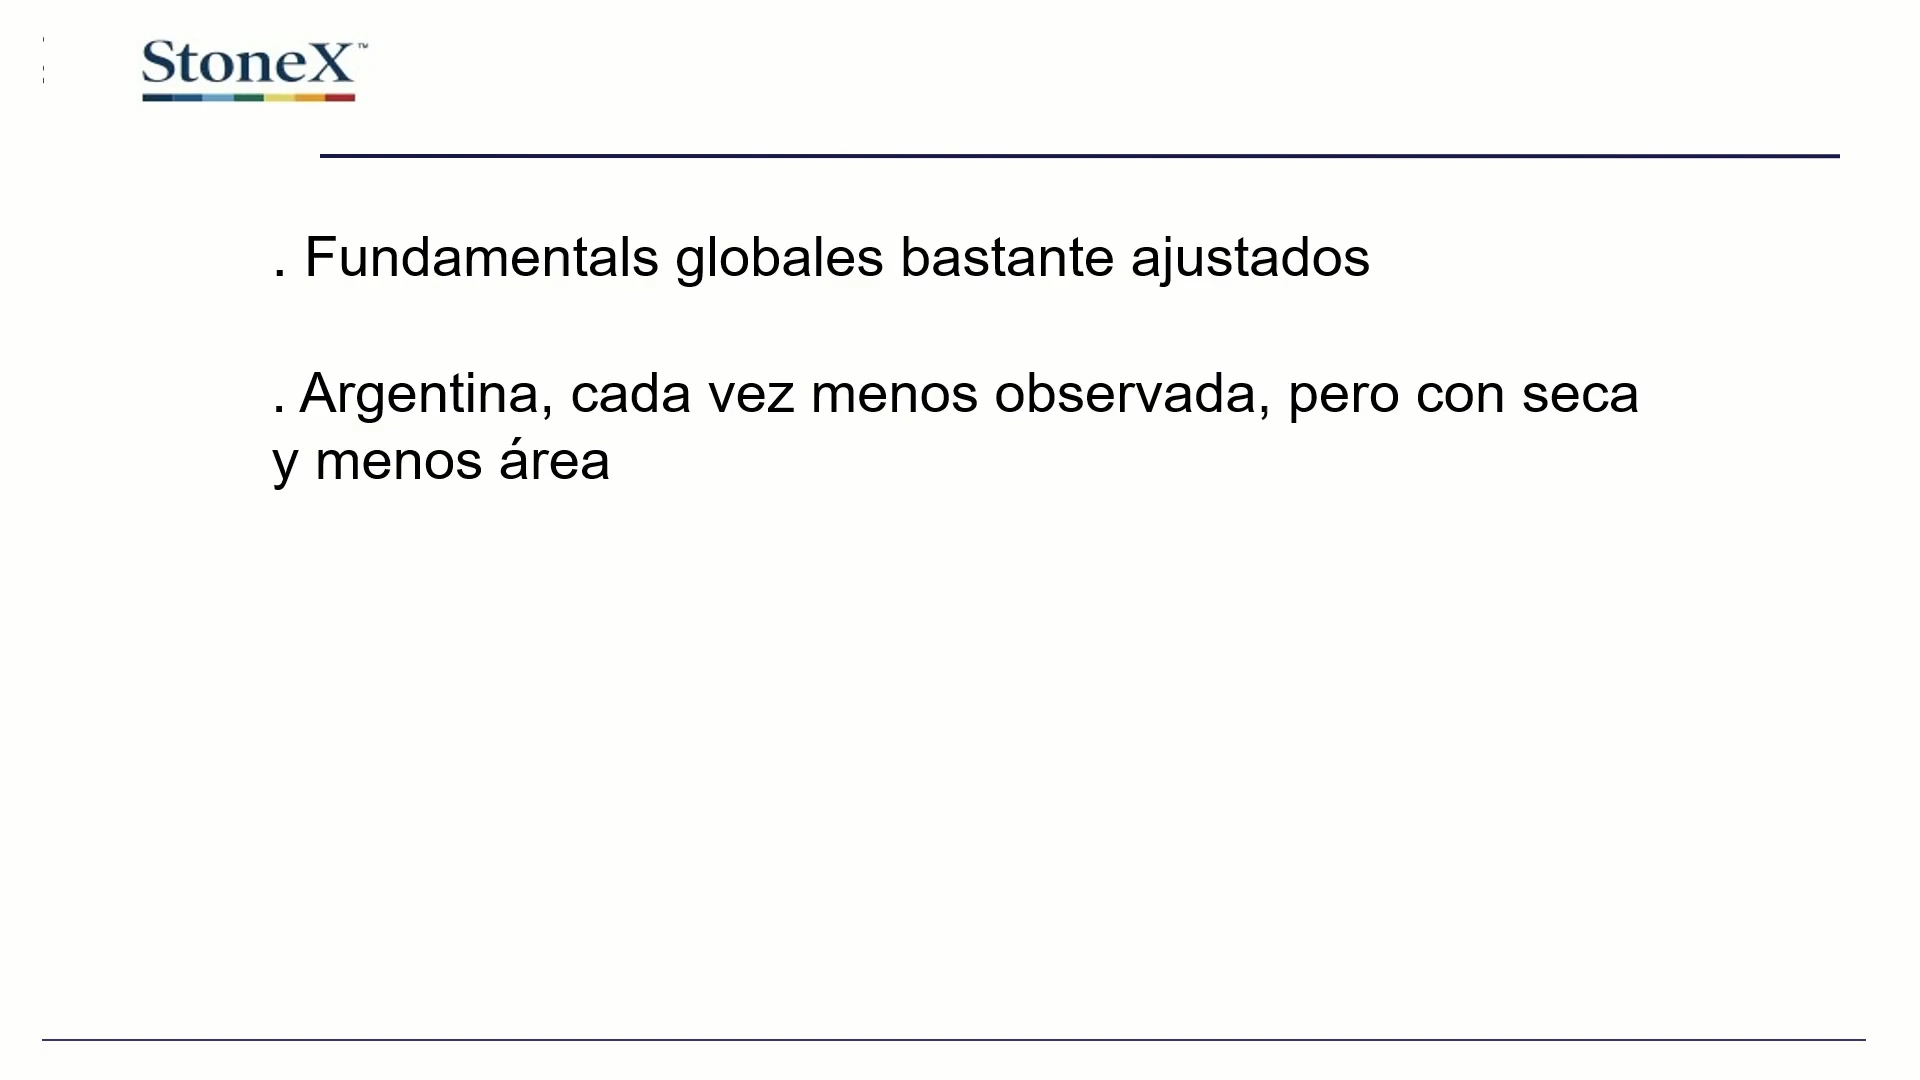 StoneX™
. Fundamentals globales bastante ajustados
. Argentina, cada vez menos observada, pero con seca
y menos área